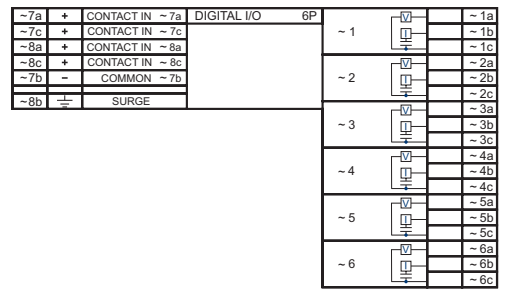 ~7a + CONTACT IN ~ 7a DIGITAL I/O 6P
~7c + CONTACT IN ~ 7c
~8a + CONTACT IN ~ 8a
~8c + CONTACT IN ~ 8c
~7b – COMMON ~ 7b
~8b SURGE
~ 1 V ~ 1a
I ~ 1b
~ 1c
~ 2 V ~ 2a
I ~ 2b
~ 2c
~ 3 V ~ 3a
I ~ 3b
~ 3c
~ 4 V ~ 4a
I ~ 4b
~ 4c
~ 5 V ~ 5a
I ~ 5b
~ 5c
~ 6 V ~ 6a
I ~ 6b
~ 6c